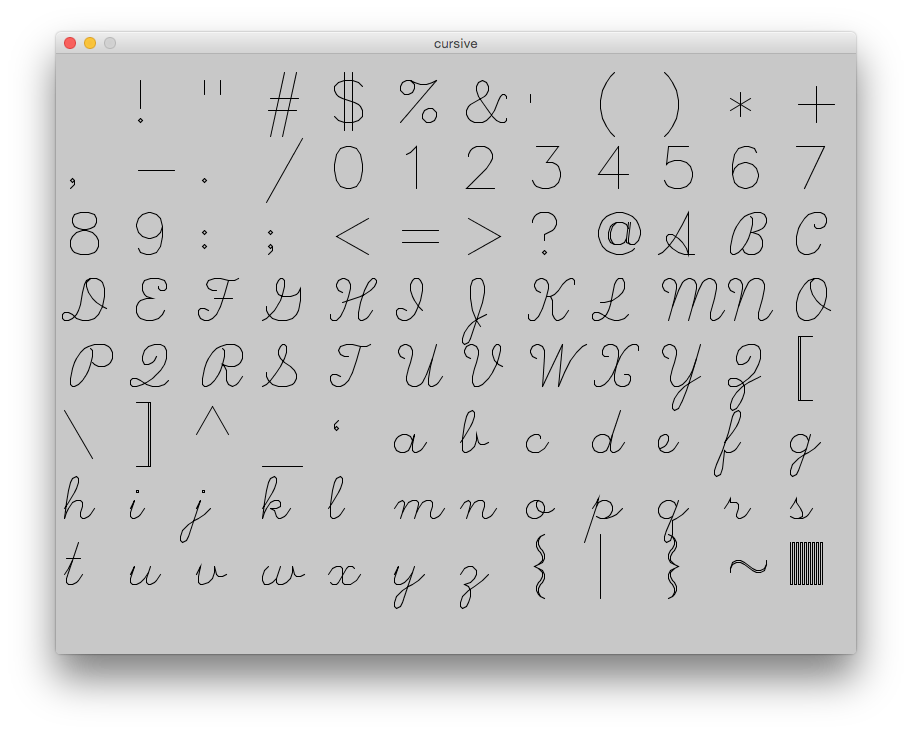 cursive
! " # $ % & ' ( ) * +
, - . / 0 1 2 3 4 5 6 7
8 9 : ; < = > ? @ A B C
D E F G H I J K L M N O
P Q R S T U V W X Y Z [
\ ] ^ _ ` a b c d e f g
h i j k l m n o p q r s
t u v w x y z { | } ~